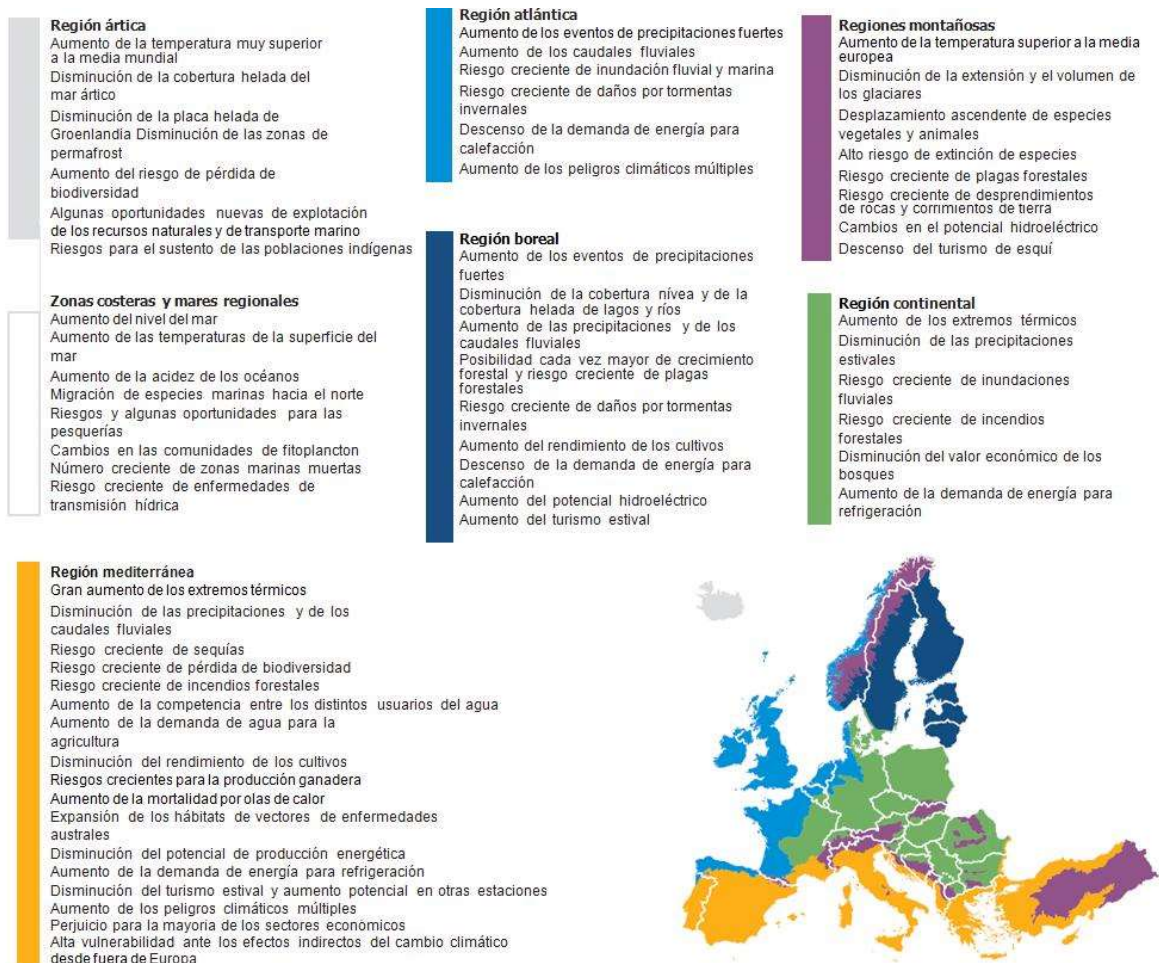 Región ártica
Aumento de la temperatura muy superior
a la media mundial
Disminución de la cobertura helada del
mar ártico
Disminución de la placa helada de
Groenlandia Disminución de las zonas de
permafrost
Aumento del riesgo de pérdida de
biodiversidad
Algunas oportunidades nuevas de explotación
de los recursos naturales y de transporte marino
Riesgos para el sustento de las poblaciones indígenas
Zonas costeras y mares regionales
Aumento del nivel del mar
Aumento de las temperaturas de la superficie del
mar
Aumento de la acidez de los océanos
Migración de especies marinas hacia el norte
Riesgos y algunas oportunidades para las
pesquerías
Cambios en las comunidades de fitoplancton
Número creciente de zonas marinas muertas
Riesgo creciente de enfermedades de
transmisión hídrica
Región atlántica
Aumento de los eventos de precipitaciones fuertes
Aumento de los caudales fluviales
Riesgo creciente de inundación fluvial y marina
Riesgo creciente de daños por tormentas
invernales
Descenso de la demanda de energía para
calefacción
Aumento de los peligros climáticos múltiples
Región boreal
Aumento de los eventos de precipitaciones
fuertes
Disminución de la cobertura nívea y de la
cobertura helada de lagos y ríos
Aumento de las precipitaciones y de los
caudales fluviales
Posibilidad cada vez mayor de crecimiento
forestal y riesgo creciente de plagas
forestales
Riesgo creciente de daños por tormentas
invernales
Aumento del rendimiento de los cultivos
Descenso de la demanda de energía para
calefacción
Aumento del potencial hidroeléctrico
Aumento del turismo estival
Regiones montañosas
Aumento de la temperatura superior a la media
europea
Disminución de la extensión y el volumen de
los glaciares
Desplazamiento ascendente de especies
vegetales y animales
Alto riesgo de extinción de especies
Riesgo creciente de plagas forestales
Riesgo creciente de desprendimientos
de rocas y corrimientos de tierra
Cambios en el potencial hidroeléctrico
Descenso del turismo de esquí
Región continental
Aumento de los extremos térmicos
Disminución de las precipitaciones
estivales
Riesgo creciente de inundaciones
fluviales
Riesgo creciente de incendios
forestales
Disminución del valor económico de los
bosques
Aumento de la demanda de energía para
refrigeración
Región mediterránea
Gran aumento de los extremos térmicos
Disminución de las precipitaciones y de los
caudales fluviales
Riesgo creciente de sequías
Riesgo creciente de pérdida de biodiversidad
Riesgo creciente de incendios forestales
Aumento de la competencia entre los distintos usuarios del agua
Aumento de la demanda de agua para la
agricultura
Disminución del rendimiento de los cultivos
Riesgos crecientes para la producción ganadera
Aumento de la mortalidad por olas de calor
Expansión de los hábitats de vectores de enfermedades
australes
Disminución del potencial de producción energética
Aumento de la demanda de energía para refrigeración
Disminución del turismo estival y aumento potencial en otras estaciones
Aumento de los peligros climáticos múltiples
Perjuicio para la mayoría de los sectores económicos
Alta vulnerabilidad ante los efectos indirectos del cambio climático
desde fuera de Europa